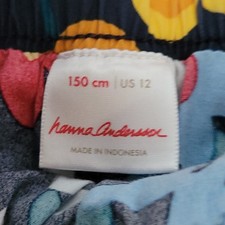 150 cm | US 12
hanna Andersson
MADE IN INDONESIA